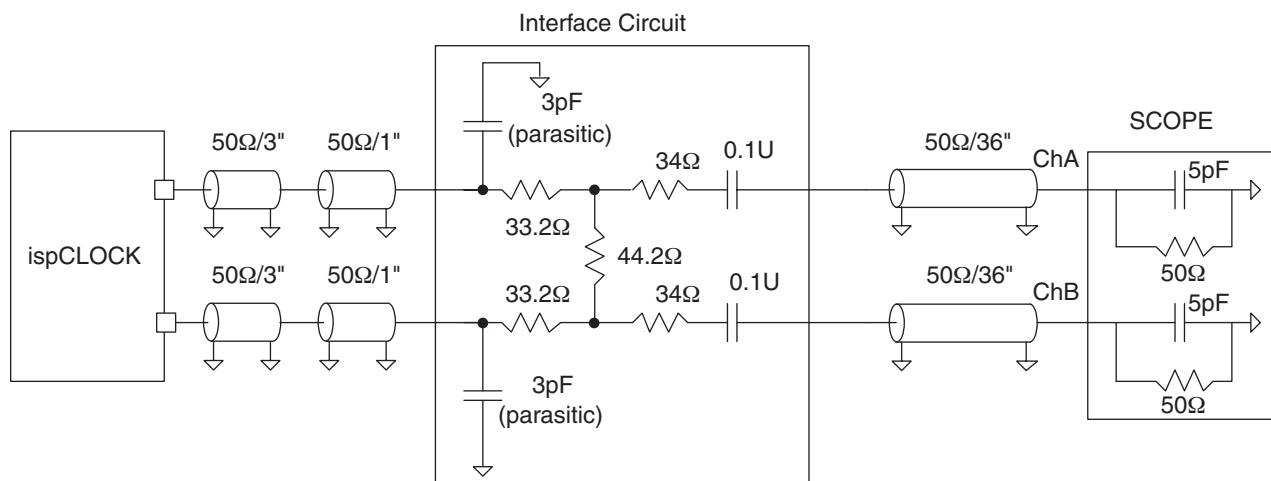 Interface Circuit
3pF
(parasitic)
SCOPE
50Ω/3"
50Ω/1"
0.1U
50Ω/36"
ChA
5pF
34Ω
33.2Ω
50Ω
ispCLOCK
44.2Ω
50Ω/3"
50Ω/1"
0.1U
50Ω/36"
ChB
5pF
33.2Ω
34Ω
50Ω
3pF
(parasitic)